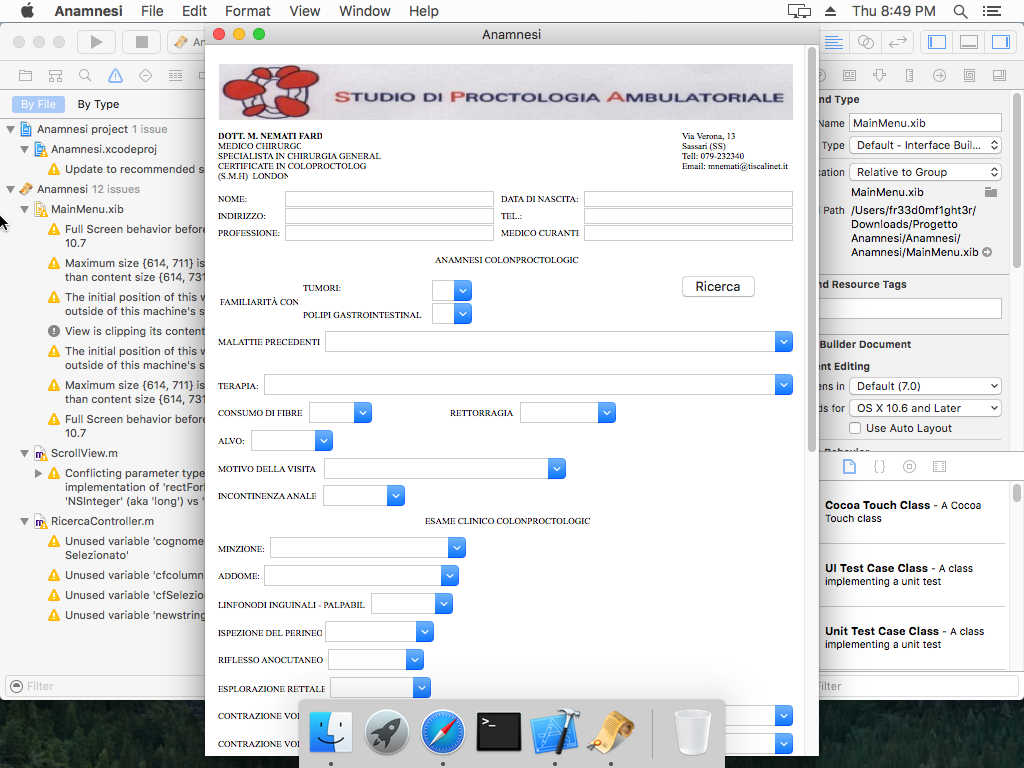 Anamnesi File Edit Format View Window Help Thu 8:49 PM
Anamnesi
By File By Type
Anamnesi project 1 issue
Anamnesi.xcodeproj
Update to recommended s
Anamnesi 12 issues
MainMenu.xib
Full Screen behavior before
10.7
Maximum size {614, 711} is
than content size {614, 731
The initial position of this w
outside of this machine's s
View is clipping its content
The initial position of this w
outside of this machine's s
Maximum size {614, 711} is
than content size {614, 731
Full Screen behavior before
10.7
ScrollView.m
Conflicting parameter type
implementation of 'rectFor
'NSInteger' (aka 'long') vs '
RicercaController.m
Unused variable 'cognome
Selezionato'
Unused variable 'cfcolumn
Unused variable 'cfSelezio
Unused variable 'newstring
Filter
STUDIO DI PROCTOLOGIA AMBULATORIALE
DOTT. M. NEMATI FARD
MEDICO CHIRURGO
SPECIALISTA IN CHIRURGIA GENERAL
CERTIFICATE IN COLOPROCTOLOG
(S.M.H) LONDON
Via Verona, 13
Sassari (SS)
Tell: 079-232340
Email: mnemati@tiscalinet.it
NOME: DATA DI NASCITA:
INDIRIZZO: TEL.:
PROFESSIONE: MEDICO CURANTE
ANAMNESI COLONPROCTOLOGIC
TUMORI:
Ricerca
FAMILIARITÀ CON
POLIPI GASTROINTESTINAL
MALATTIE PRECEDENTI
TERAPIA:
CONSUMO DI FIBRE RETTORRAGIA
ALVO:
MOTIVO DELLA VISITA
INCONTINENZA ANALE
ESAME CLINICO COLONPROCTOLOGIC
MINZIONE:
ADDOME:
LINFONODI INGUINALI - PALPABIL
ISPEZIONE DEL PERINEO
RIFLESSO ANOCUTANEO
ESPLORAZIONE RETTALE
CONTRAZIONE VOL
CONTRAZIONE VOL
nd Type
Name MainMenu.xib
Type Default - Interface Buil...
cation Relative to Group
MainMenu.xib
Path /Users/fr33d0mf1ght3r/
Downloads/Progetto
Anamnesi/Anamnesi/
Anamnesi/MainMenu.xib
nd Resource Tags
Builder Document
nt Editing
ens in Default (7.0)
ds for OS X 10.6 and Later
Use Auto Layout
Cocoa Touch Class - A Cocoa
Touch class
UI Test Case Class - A class
implementing a unit test
Unit Test Case Class - A class
implementing a unit test
ilter